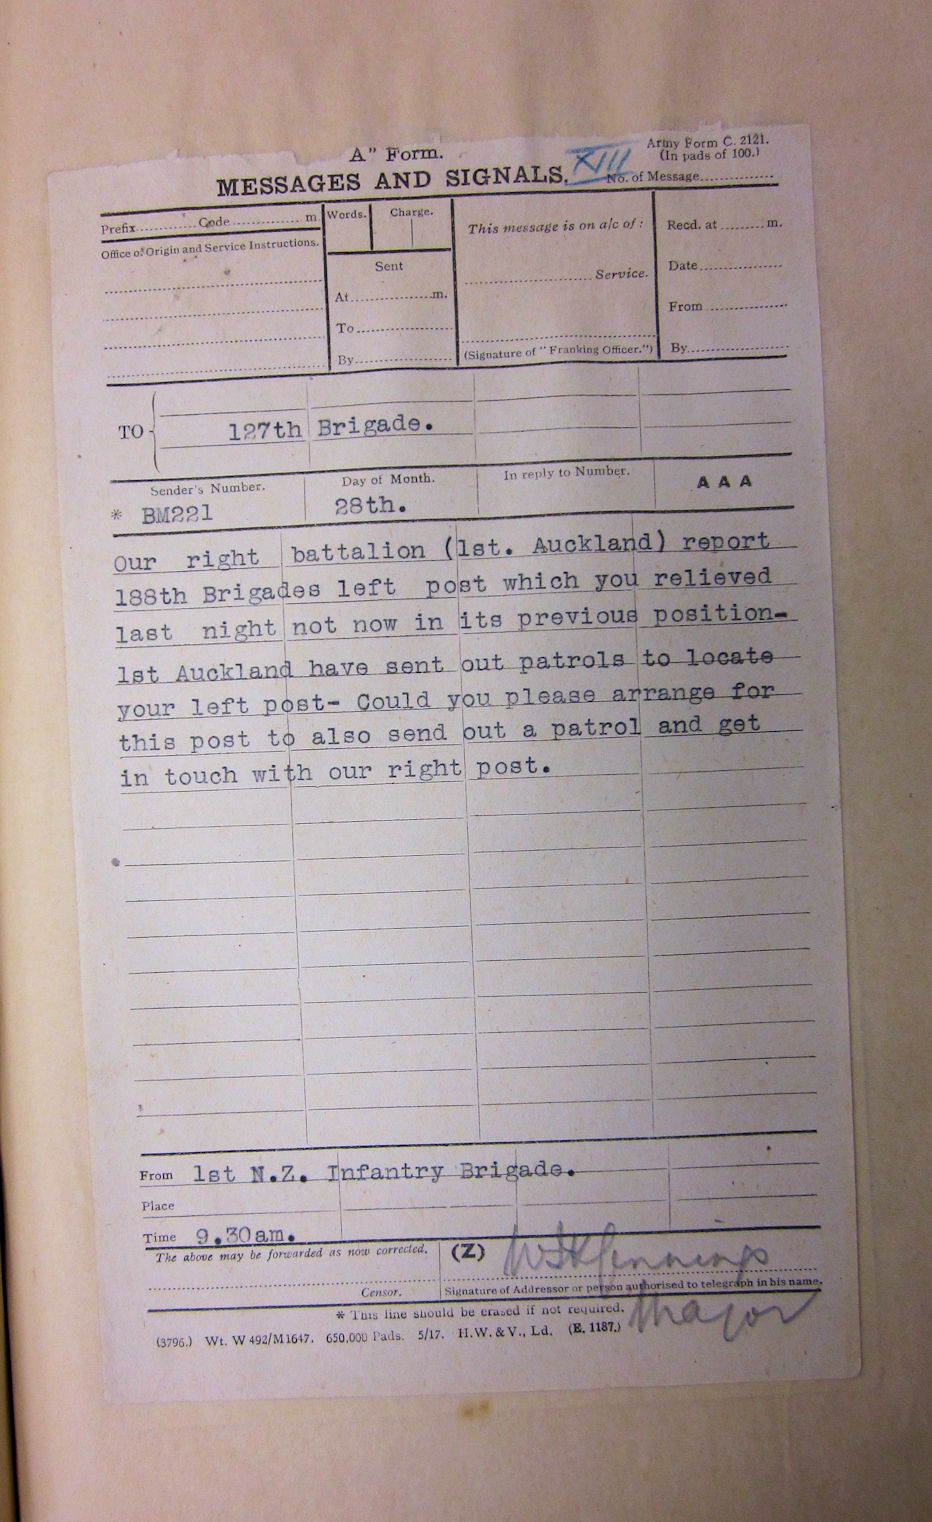 A" Form.
Army Form C. 2121.
(In pads of 100.)
MESSAGES AND SIGNALS.
XIII
No. of Message
Prefix Code m
Words.
Charge.
This message is on a/c of:
Recd. at m.
Office of Origin and Service Instructions.
Sent
Service.
Date
At m.
From
To
By
(Signature of "Franking Officer.")
By
TO
127th Brigade.
Sender's Number.
Day of Month.
In reply to Number.
A A A
* BM221
28th.
Our right battalion (1st. Auckland) report
188th Brigades left post which you relieved
last night not now in its previous position-
1st Auckland have sent out patrols to locate
your left post- Could you please arrange for
this post to also send out a patrol and get
in touch with our right post.
From 1st N.Z. Infantry Brigade.
Place
Time 9.30am.
The above may be forwarded as now corrected.
(Z)
Jennings
Censor.
Signature of Addressor or person authorised to telegraph in his name.
Major
* This line should be erased if not required.
(3796.) Wt. W492/M1647. 650,000 Pads. 5/17. H.W.&V., Ld. (E. 1187.)